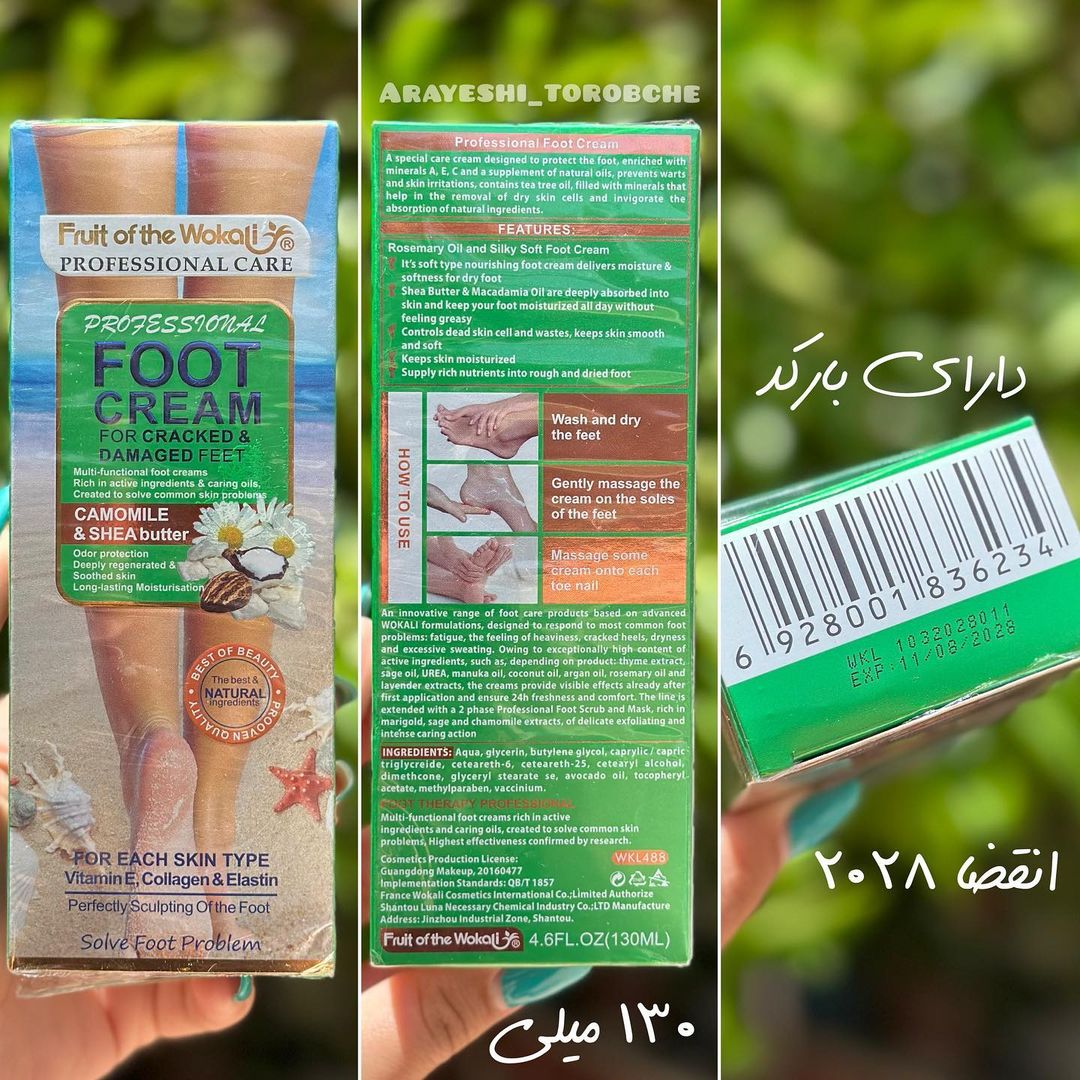 Fruit of the Wokali ®
PROFESSIONAL CARE
PROFESSIONAL
FOOT
CREAM
FOR CRACKED &
DAMAGED FEET
Multi-functional foot creams
Rich in active ingredients & caring oils,
Created to solve common skin problems
CAMOMILE
& SHEA butter
Odor protection
Deeply regenerated &
Soothed skin
Long-lasting Moisturisation
BEST OF BEAUTY
The best &
NATURAL
ingredients
PROOVEN QUALITY
FOR EACH SKIN TYPE
Vitamin E, Collagen & Elastin
Perfectly Sculpting Of the Foot
Solve Foot Problem
ARAYESHI_TOROBCHE
Professional Foot Cream
A special care cream designed to protect the foot, enriched with
minerals A, E, C and a supplement of natural oils, prevents warts
and skin irritations, contains tea tree oil, filled with minerals that
help in the removal of dry skin cells and invigorate the
absorption of natural ingredients.
FEATURES:
Rosemary Oil and Silky Soft Foot Cream
It's soft type nourishing foot cream delivers moisture &
softness for dry foot
Shea Butter & Macadamia Oil are deeply absorbed into
skin and keep your foot moisturized all day without
feeling greasy
Controls dead skin cell and wastes, keeps skin smooth
and soft
Keeps skin moisturized
Supply rich nutrients into rough and dried foot
HOW TO USE
Wash and dry
the feet
Gently massage the
cream on the soles
of the feet
Massage some
cream onto each
toe nail
An innovative range of foot care products based on advanced
WOKALI formulations, designed to respond to most common foot
problems: fatigue, the feeling of heaviness, cracked heels, dryness
and excessive sweating. Owing to exceptionally high content of
active ingredients, such as, depending on product: thyme extract,
sage oil, UREA, manuka oil, coconut oil, argan oil, rosemary oil and
lavender extracts, the creams provide visible effects already after
first application and ensure 24h freshness and comfort. The line is
extended with a 2 phase Professional Foot Scrub and Mask, rich in
marigold, sage and chamomile extracts, of delicate exfoliating and
intense caring action
INGREDIENTS: Aqua, glycerin, butylene glycol, caprylic / capric
triglycreide, ceteareth-6, ceteareth-25, cetearyl alcohol,
dimethcone, glyceryl stearate se, avocado oil, tocopheryl
acetate, methylparaben, vaccinium.
FOOT THERAPY PROFESSIONAL
Multi-functional foot creams rich in active
ingredients and caring oils, created to solve common skin
problems, Highest effectiveness confirmed by research.
Cosmetics Production License:
WKL488
Guangdong Makeup, 20160477
Implementation Standards: QB/T 1857
France Wokali Cosmetics International Co.;Limited Authorize
Shantou Luna Necessary Chemical Industry Co.;LTD Manufacture
Address: Jinzhou Industrial Zone, Shantou.
Fruit of the Wokali ® 4.6FL.OZ(130ML)
۱۳۰ میلی
دارای بارکد
6 928001 836234
WKL 1032028011
EXP:11/08/2028
انقضا ۲۰۲۸